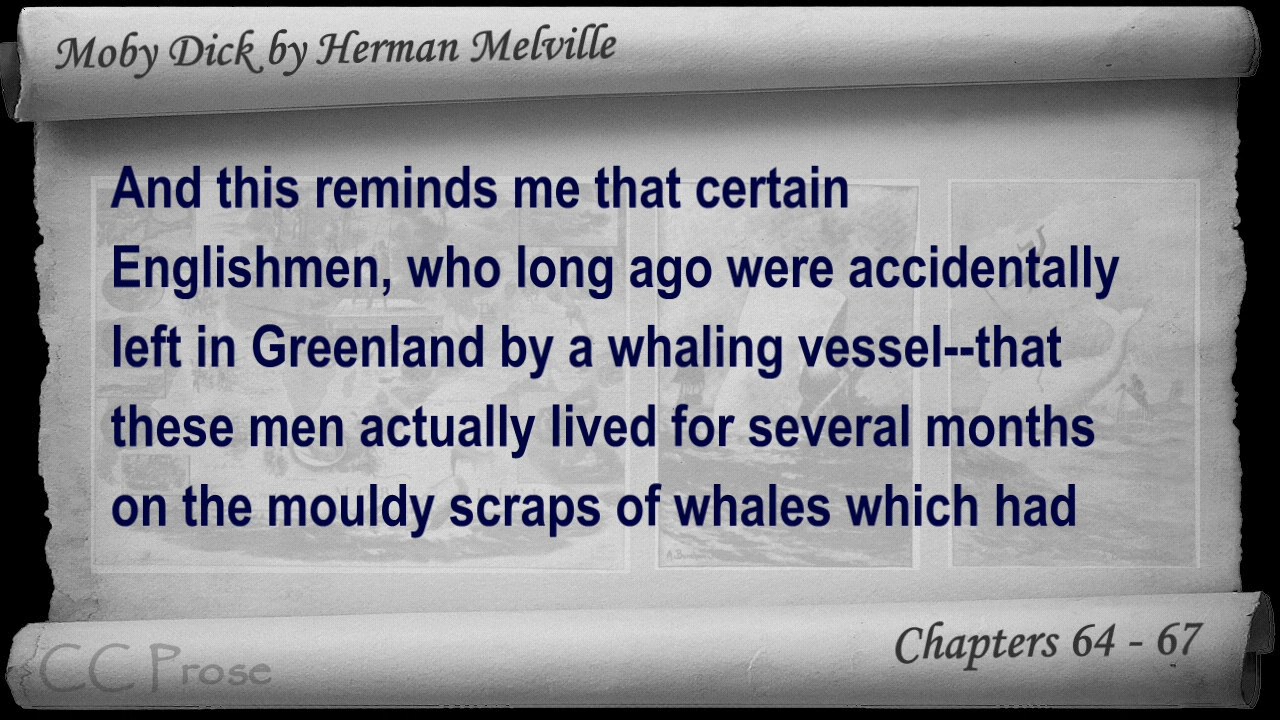 Moby Dick by Herman Melville
And this reminds me that certain
Englishmen, who long ago were accidentally
left in Greenland by a whaling vessel--that
these men actually lived for several months
on the mouldy scraps of whales which had
Chapters 64 - 67
CC Prose